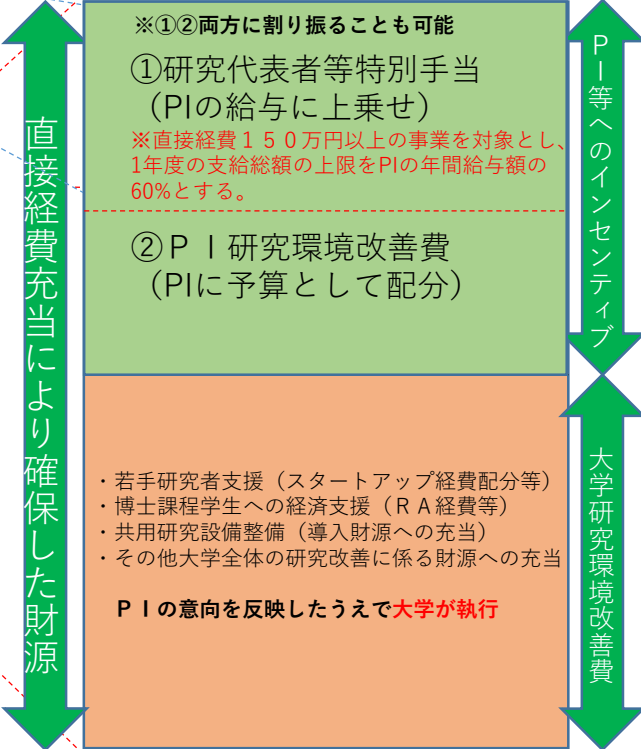 直接経費充当により確保した財源
※①②両方に割り振ることも可能
①研究代表者等特別手当
（PIの給与に上乗せ）
※直接経費１５０万円以上の事業を対象とし、
1年度の支給総額の上限をPIの年間給与額の
60%とする。
②ＰＩ研究環境改善費
（PIに予算として配分）
ＰＩ等へのインセンティブ
・若手研究者支援（スタートアップ経費配分等）
・博士課程学生への経済支援（ＲＡ経費等）
・共用研究設備整備（導入財源への充当）
・その他大学全体の研究改善に係る財源への充当
ＰＩの意向を反映したうえで大学が執行
大学研究環境改善費